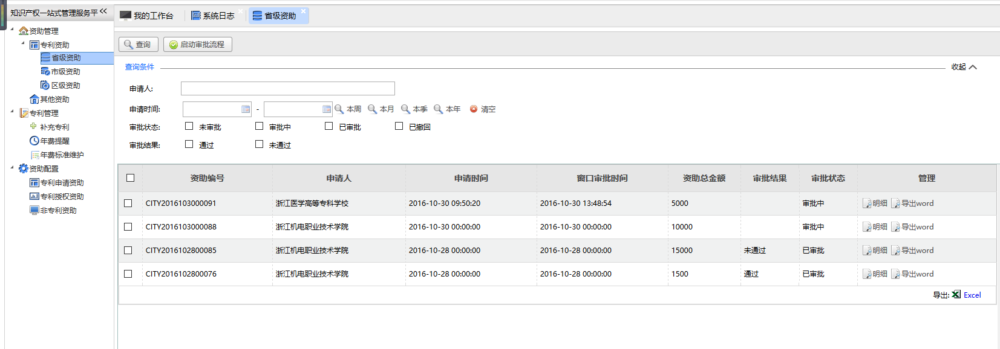 知识产权一站式管理服务平 <<
我的工作台 系统日志 省级资助
资助管理
专利资助
省级资助
市级资助
区级资助
其他资助
专利管理
补充专利
年费提醒
年费标准维护
资助配置
专利申请资助
专利授权资助
非专利资助
查询 启动审批流程
查询条件 收起
申请人:
申请时间: - 本周 本月 本季 本年 清空
审批状态: 未审批 审批中 已审批 已撤回
审批结果: 通过 未通过
资助编号 申请人 申请时间 窗口审批时间 资助总金额 审批结果 审批状态 管理
CITY2016103000091 浙江医学高等专科学校 2016-10-30 09:50:20 2016-10-30 13:48:54 5000 审批中 明细 导出word
CITY2016103000088 浙江机电职业技术学院 2016-10-30 00:00:00 2016-10-30 00:00:00 10000 审批中 明细 导出word
CITY2016102800085 浙江机电职业技术学院 2016-10-28 00:00:00 2016-10-28 00:00:00 15000 未通过 已审批 明细 导出word
CITY2016102800076 浙江机电职业技术学院 2016-10-28 00:00:00 2016-10-28 00:00:00 1500 通过 已审批 明细 导出word
导出: Excel